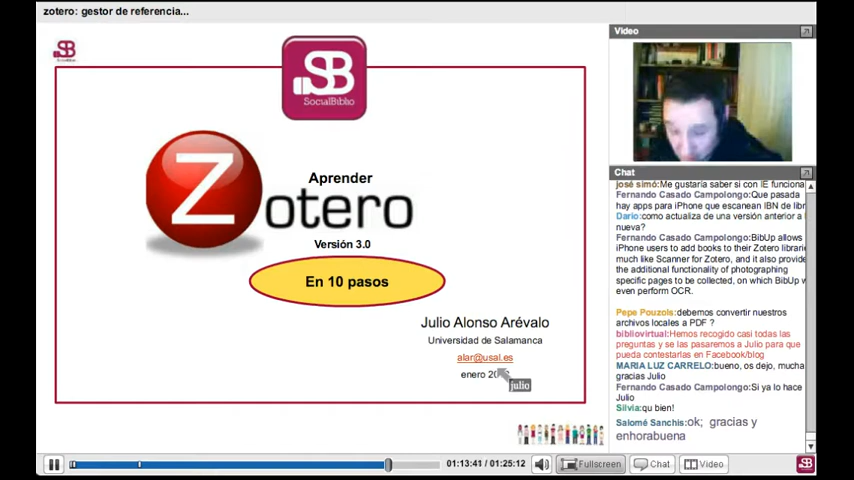 zotero: gestor de referencia...
SB
SocialBiblio
SB
SocialBiblio
Aprender
Zotero
Versión 3.0
En 10 pasos
Julio Alonso Arévalo
Universidad de Salamanca
alar@usal.es
enero
julio
Video
Chat
josé simó:Me gustaría saber si con IE funciona
Fernando Casado Campolongo:Que pasada
hay apps para iPhone que escanean IBN de libr
Dario:como actualiza de una versión anterior a l
nueva?
Fernando Casado Campolongo:BibUp allows
iPhone users to add books to their Zotero librarie
much like Scanner for Zotero, and it also provide
the additional functionality of photographing
specific pages to be collected, on which BibUp w
even perform OCR.
Pepe Pouzols:debemos convertir nuestros
archivos locales a PDF ?
bibliovirtual:Hemos recogido casi todas las
preguntas y se las pasaremos a Julio para que
pueda contestarlas en Facebook/blog
MARIA LUZ CARRELO:bueno, os dejo, mucha
gracias Julio
Fernando Casado Campolongo:Si ya lo hace
Julio
Silvia:qu bien!
Salomé Sanchis:ok; gracias y
enhorabuena
01:13:41 / 01:25:12
Fullscreen
Chat
Video
SB